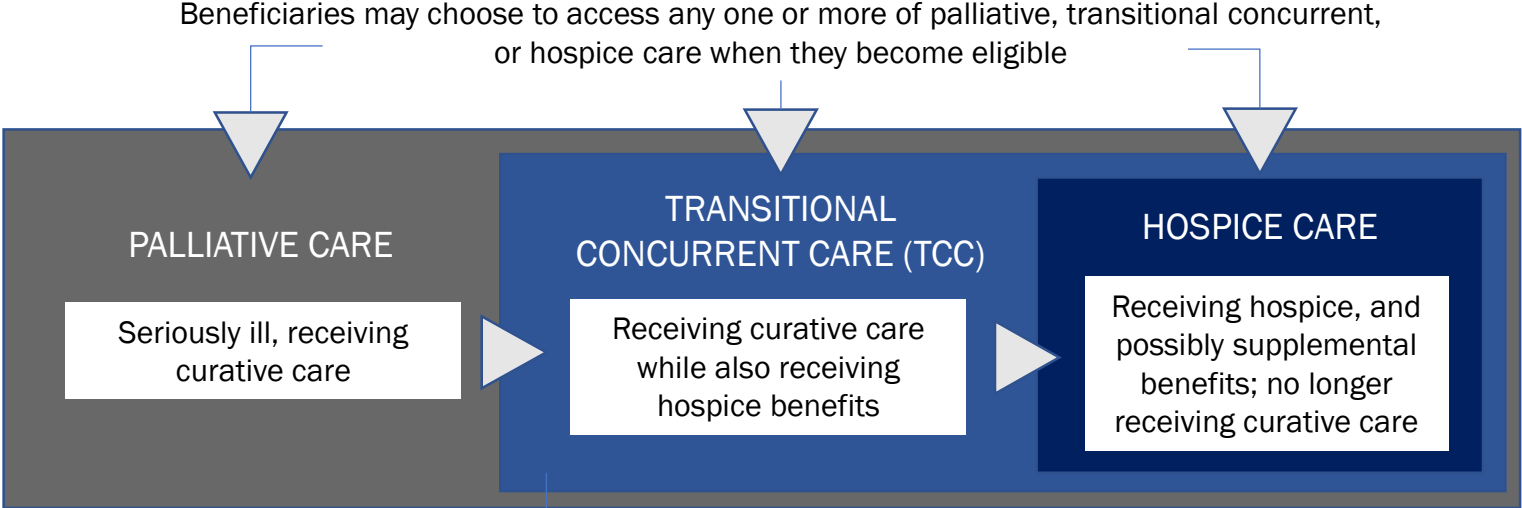 Beneficiaries may choose to access any one or more of palliative, transitional concurrent,
or hospice care when they become eligible
PALLIATIVE CARE
Seriously ill, receiving
curative care
TRANSITIONAL
CONCURRENT CARE (TCC)
Receiving curative care
while also receiving
hospice benefits
HOSPICE CARE
Receiving hospice, and
possibly supplemental
benefits; no longer
receiving curative care